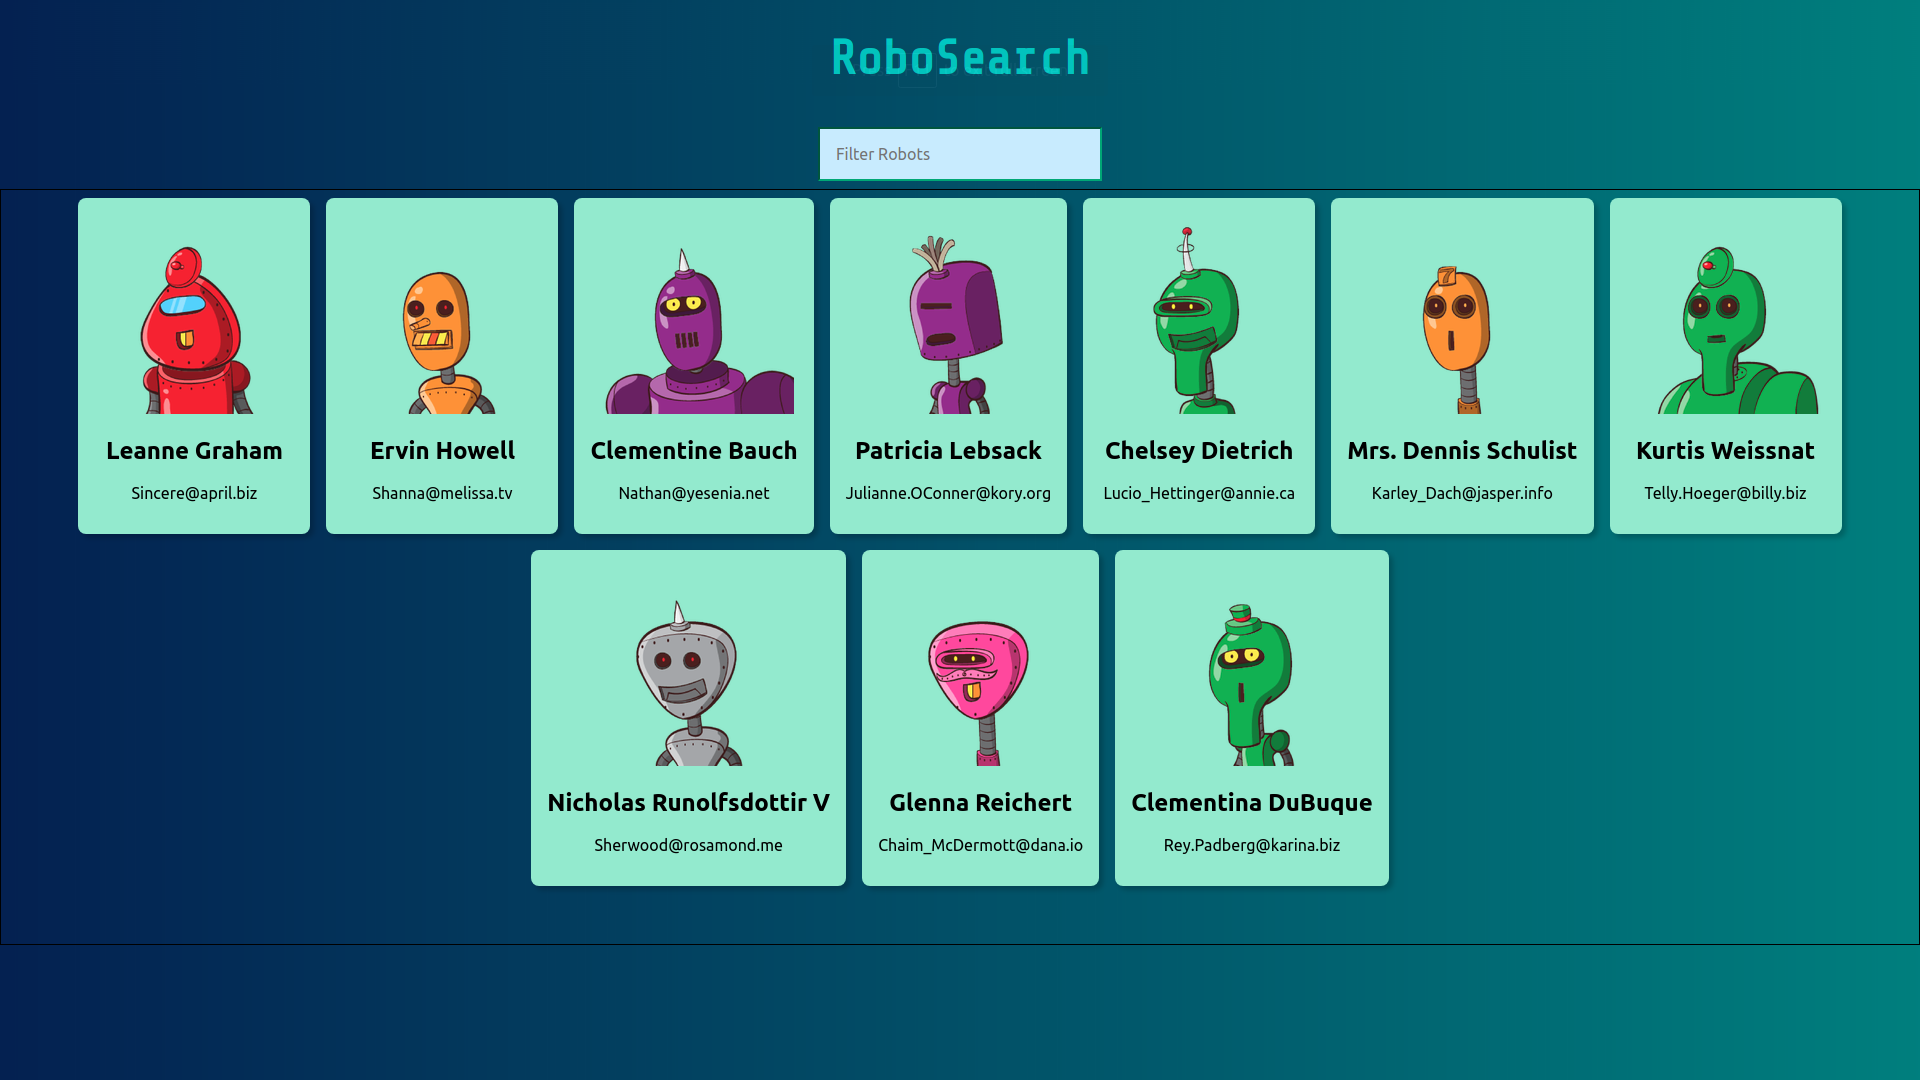 RoboSearch
Filter Robots
Leanne Graham
Sincere@april.biz
Ervin Howell
Shanna@melissa.tv
Clementine Bauch
Nathan@yesenia.net
Patricia Lebsack
Julianne.OConner@kory.org
Chelsey Dietrich
Lucio_Hettinger@annie.ca
7
Mrs. Dennis Schulist
Karley_Dach@jasper.info
Kurtis Weissnat
Telly.Hoeger@billy.biz
Nicholas Runolfsdottir V
Sherwood@rosamond.me
Glenna Reichert
Chaim_McDermott@dana.io
Clementina DuBuque
Rey.Padberg@karina.biz